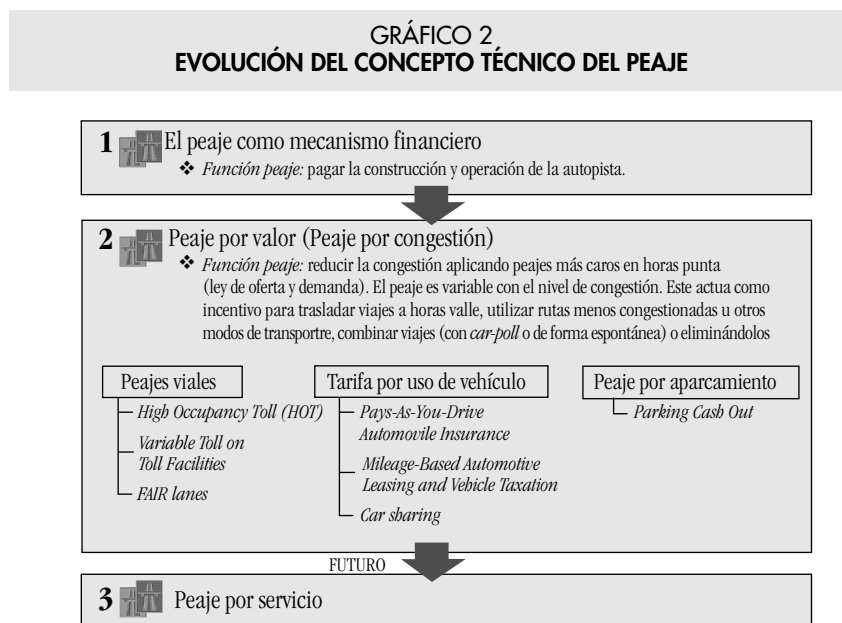 GRÁFICO 2
EVOLUCIÓN DEL CONCEPTO TÉCNICO DEL PEAJE
1 El peaje como mecanismo financiero
❖ Función peaje: pagar la construcción y operación de la autopista.
2 Peaje por valor (Peaje por congestión)
❖ Función peaje: reducir la congestión aplicando peajes más caros en horas punta
(ley de oferta y demanda). El peaje es variable con el nivel de congestión. Este actua como
incentivo para trasladar viajes a horas valle, utilizar rutas menos congestionadas u otros
modos de transportre, combinar viajes (con car-poll o de forma espontánea) o eliminándolos
Peajes viales
High Occupancy Toll (HOT)
Variable Toll on
Toll Facilities
FAIR lanes
Tarifa por uso de vehículo
Pays-As-You-Drive
Automovile Insurance
Mileage-Based Automotive
Leasing and Vehicle Taxation
Car sharing
Peaje por aparcamiento
Parking Cash Out
FUTURO
3 Peaje por servicio